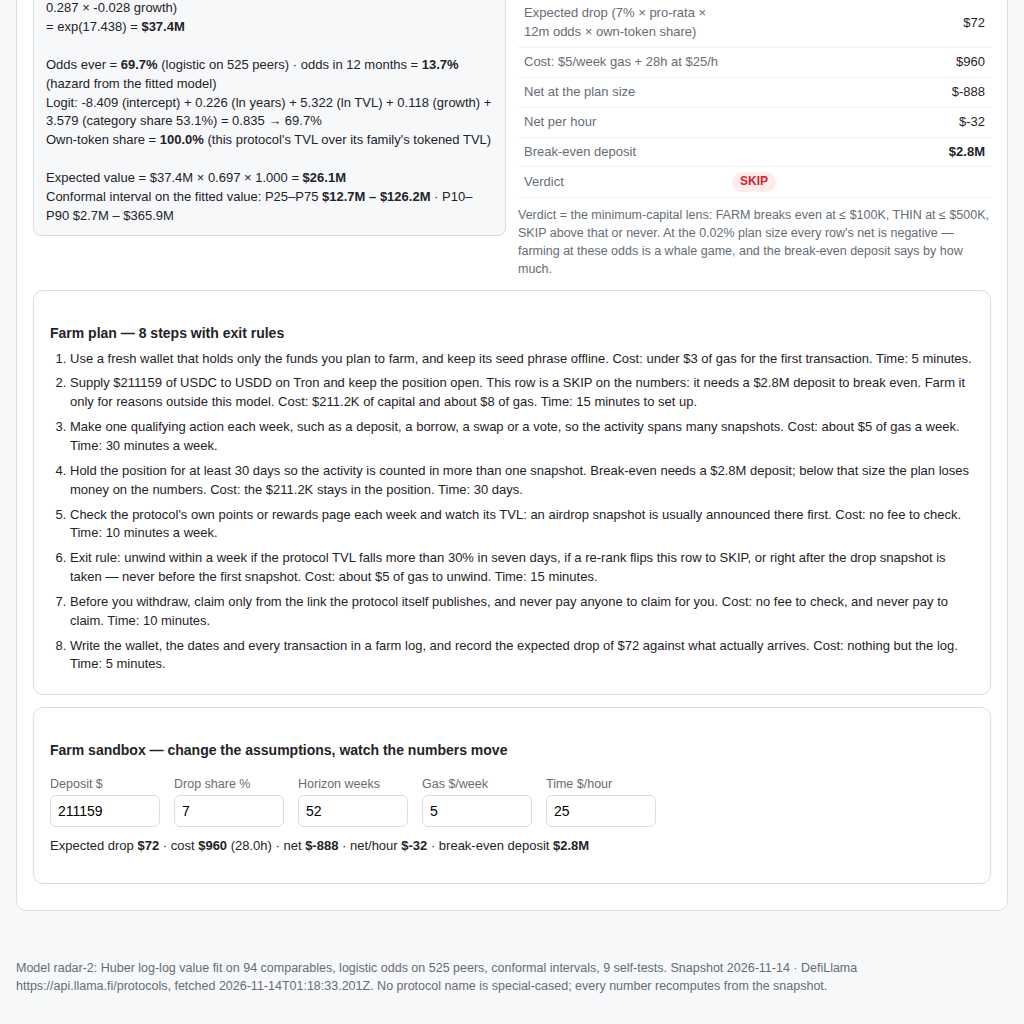 0.287 × -0.028 growth)
= exp(17.438) = $37.4M
Odds ever = 69.7% (logistic on 525 peers) · odds in 12 months = 13.7%
(hazard from the fitted model)
Logit: -8.409 (intercept) + 0.226 (ln years) + 5.322 (ln TVL) + 0.118 (growth) +
3.579 (category share 53.1%) = 0.835 → 69.7%
Own-token share = 100.0% (this protocol's TVL over its family's tokened TVL)
Expected value = $37.4M × 0.697 × 1.000 = $26.1M
Conformal interval on the fitted value: P25–P75 $12.7M – $126.2M · P10–
P90 $2.7M – $365.9M
Expected drop (7% × pro-rata ×
12m odds × own-token share) $72
Cost: $5/week gas + 28h at $25/h $960
Net at the plan size $-888
Net per hour $-32
Break-even deposit $2.8M
Verdict SKIP
Verdict = the minimum-capital lens: FARM breaks even at ≤ $100K, THIN at ≤ $500K,
SKIP above that or never. At the 0.02% plan size every row's net is negative —
farming at these odds is a whale game, and the break-even deposit says by how
much.
Farm plan — 8 steps with exit rules
1. Use a fresh wallet that holds only the funds you plan to farm, and keep its seed phrase offline. Cost: under $3 of gas for the first transaction. Time: 5 minutes.
2. Supply $211159 of USDC to USDD on Tron and keep the position open. This row is a SKIP on the numbers: it needs a $2.8M deposit to break even. Farm it
only for reasons outside this model. Cost: $211.2K of capital and about $8 of gas. Time: 15 minutes to set up.
3. Make one qualifying action each week, such as a deposit, a borrow, a swap or a vote, so the activity spans many snapshots. Cost: about $5 of gas a week.
Time: 30 minutes a week.
4. Hold the position for at least 30 days so the activity is counted in more than one snapshot. Break-even needs a $2.8M deposit; below that size the plan loses
money on the numbers. Cost: the $211.2K stays in the position. Time: 30 days.
5. Check the protocol's own points or rewards page each week and watch its TVL: an airdrop snapshot is usually announced there first. Cost: no fee to check.
Time: 10 minutes a week.
6. Exit rule: unwind within a week if the protocol TVL falls more than 30% in seven days, if a re-rank flips this row to SKIP, or right after the drop snapshot is
taken — never before the first snapshot. Cost: about $5 of gas to unwind. Time: 15 minutes.
7. Before you withdraw, claim only from the link the protocol itself publishes, and never pay anyone to claim for you. Cost: no fee to check, and never pay to
claim. Time: 10 minutes.
8. Write the wallet, the dates and every transaction in a farm log, and record the expected drop of $72 against what actually arrives. Cost: nothing but the log.
Time: 5 minutes.
Farm sandbox — change the assumptions, watch the numbers move
Deposit $ Drop share % Horizon weeks Gas $/week Time $/hour
211159 7 52 5 25
Expected drop $72 · cost $960 (28.0h) · net $-888 · net/hour $-32 · break-even deposit $2.8M
Model radar-2: Huber log-log value fit on 94 comparables, logistic odds on 525 peers, conformal intervals, 9 self-tests. Snapshot 2026-11-14 · DefiLlama
https://api.llama.fi/protocols, fetched 2026-11-14T01:18:33.201Z. No protocol name is special-cased; every number recomputes from the snapshot.